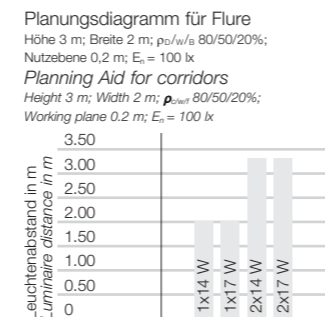 Planungsdiagramm für Flure
Höhe 3 m; Breite 2 m; ρD/W/B 80/50/20%;
Nutzebene 0,2 m; En = 100 lx
Planning Aid for corridors
Height 3 m; Width 2 m; ρc/w/f 80/50/20%;
Working plane 0.2 m; En = 100 lx
Leuchtenabstand in m
Luminaire distance in m
3.50
3.00
2.50
2.00
1.50
1.00
0.50
0
1x14 W
1x17 W
2x14 W
2x17 W